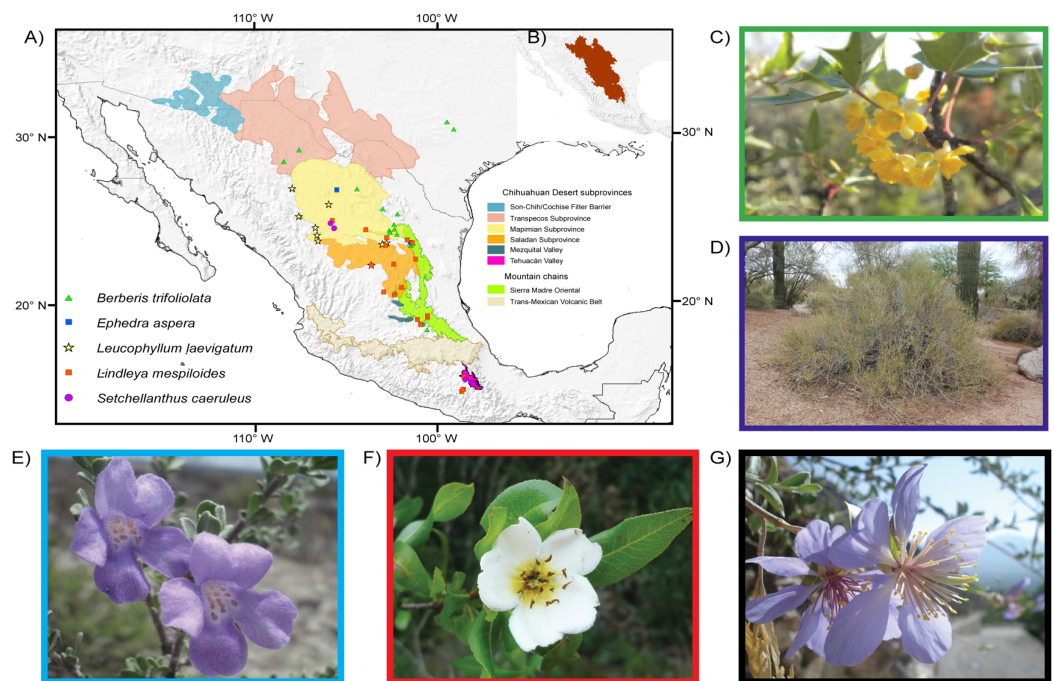 110° W
100° W
A)
B)
C)
30° N
30° N
Chihuahuan Desert subprovinces
Son-Chih/Cochise Filter Barrier
Transpecos Subprovince
Mapimian Subprovince
Saladan Subprovince
Mezquital Valley
Tehuacán Valley
Mountain chains
Sierra Madre Oriental
Trans-Mexican Volcanic Belt
D)
20° N
20° N
Berberis trifoliolata
Ephedra aspera
Leucophyllum laevigatum
Lindleya mespiloides
Setchellanthus caeruleus
110° W
100° W
E)
F)
G)